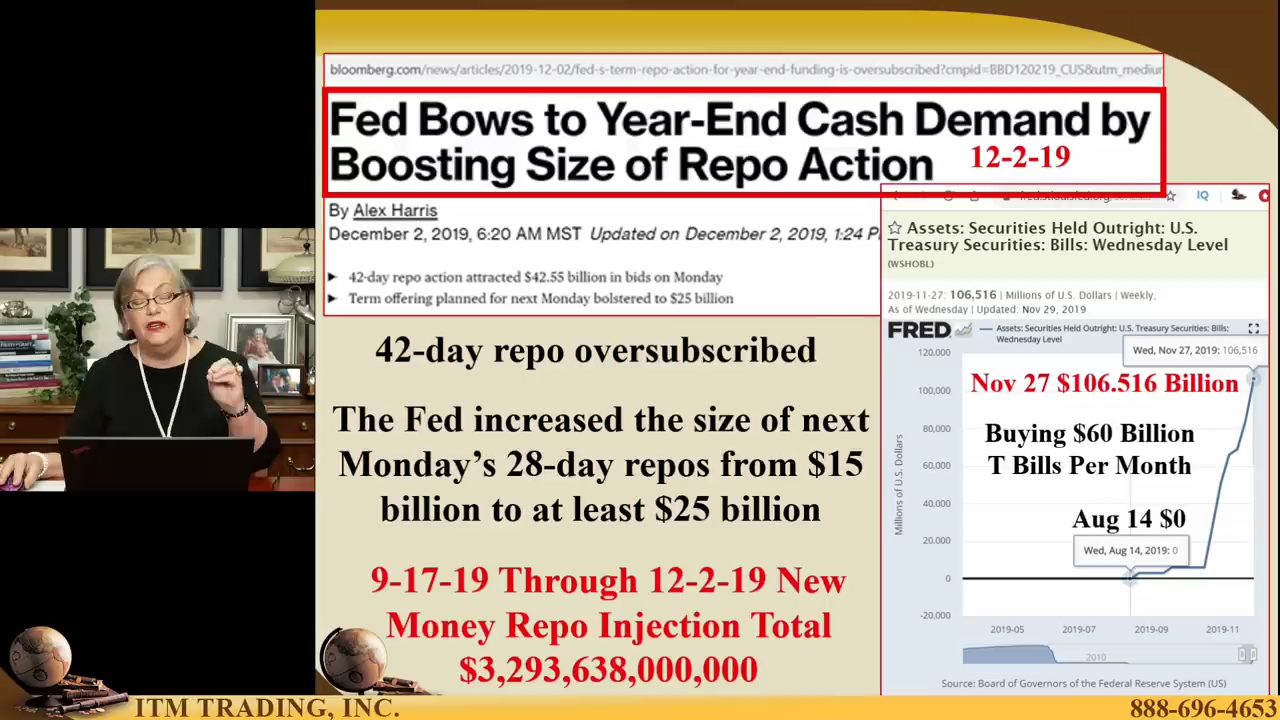 bloomberg.com/news/articles/2019-12-02/fed-s-term-repo-action-for-year-end-funding-is-oversubscribed?cmpid=BBD120219_CUS&utm_medium
Fed Bows to Year-End Cash Demand by
Boosting Size of Repo Action
12-2-19
By Alex Harris
December 2, 2019, 6:20 AM MST Updated on December 2, 2019, 1:24 P
42-day repo action attracted $42.55 billion in bids on Monday
Term offering planned for next Monday bolstered to $25 billion
42-day repo oversubscribed
The Fed increased the size of next
Monday's 28-day repos from $15
billion to at least $25 billion
9-17-19 Through 12-2-19 New
Money Repo Injection Total
$3,293,638,000,000
IQ
Assets: Securities Held Outright: U.S.
Treasury Securities: Bills: Wednesday Level
(WSHOBL)
2019-11-27: 106,516 | Millions of U.S. Dollars | Weekly,
As of Wednesday | Updated: Nov 29, 2019
FRED
Assets: Securities Held Outright: U.S. Treasury Securities: Bills:
Wednesday Level
Wed, Nov 27, 2019: 106,516
Nov 27 $106.516 Billion
Buying $60 Billion
T Bills Per Month
Aug 14 $0
Wed, Aug 14, 2019: 0
Millions of U.S. Dollars
120,000
100,000
80,000
60,000
40,000
20,000
0
-20,000
2019-05 2019-07 2019-09 2019-11
2010
Source: Board of Governors of the Federal Reserve System (US)
ITM TRADING, INC.
888-696-4653